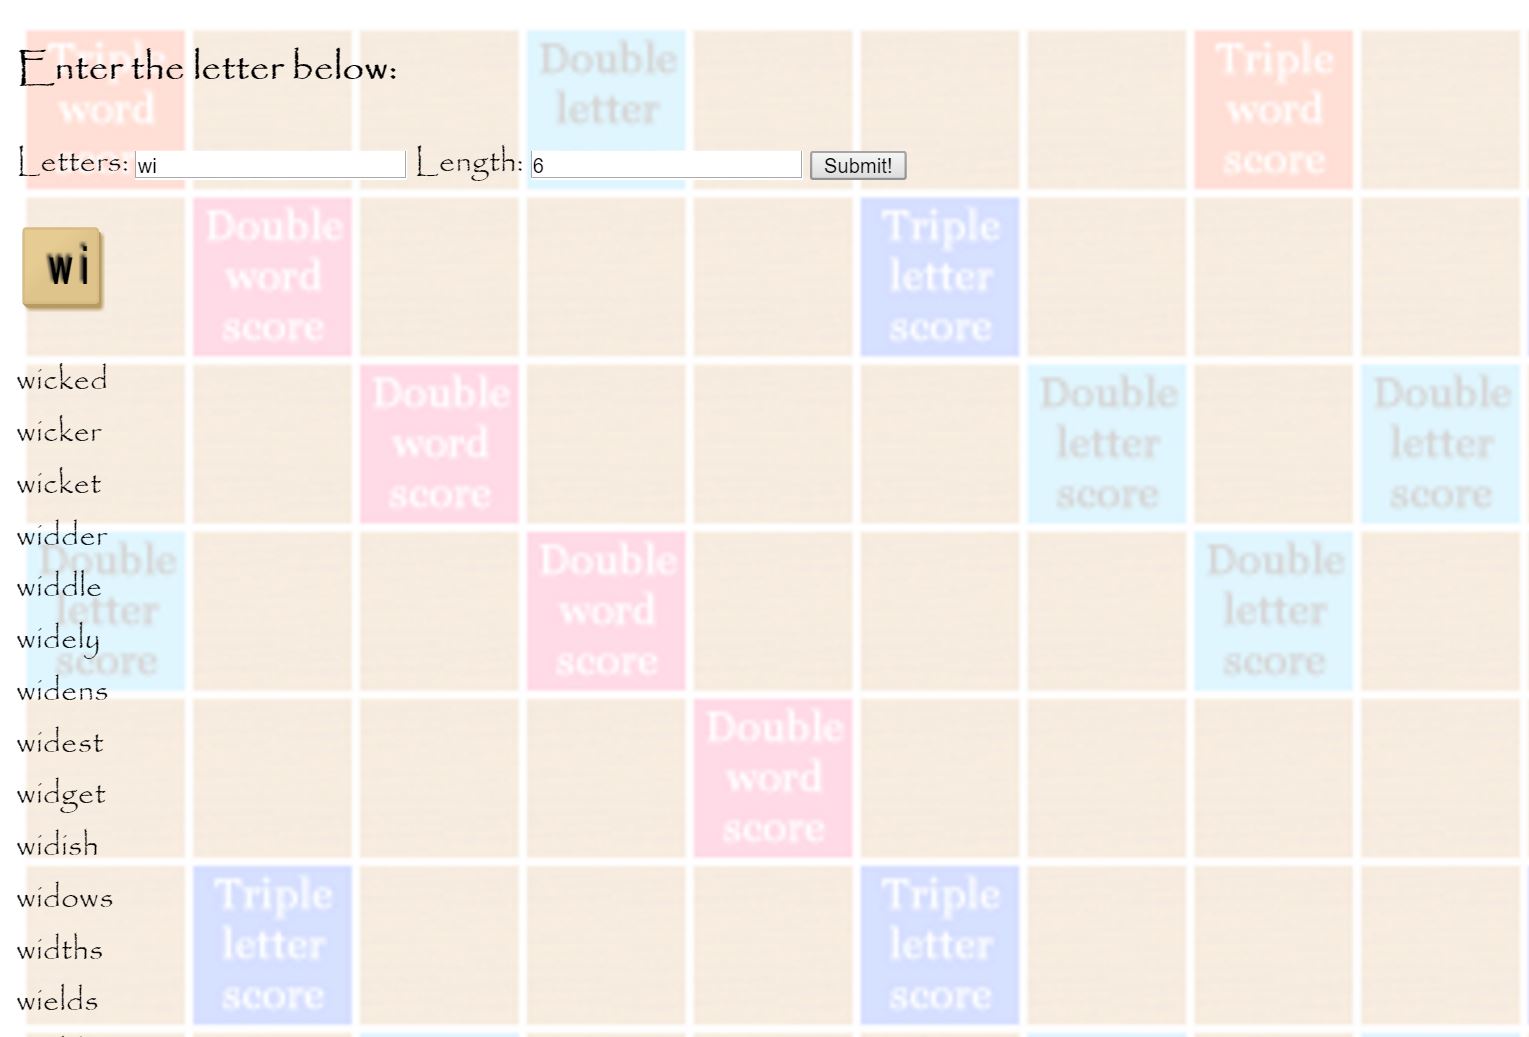 Enter the letter below:
Letters: wi Length: 6 Submit!
wi
wicked
wicker
wicket
widder
widdle
widely
widens
widest
widget
widish
widows
widths
wields
Triple
word
Double
letter
Triple
word
score
Double
word
score
Triple
letter
score
Double
word
score
Double
letter
score
Double
letter
score
Double
letter
score
Double
word
score
Double
letter
score
Double
word
score
Triple
letter
score
Triple
letter
score